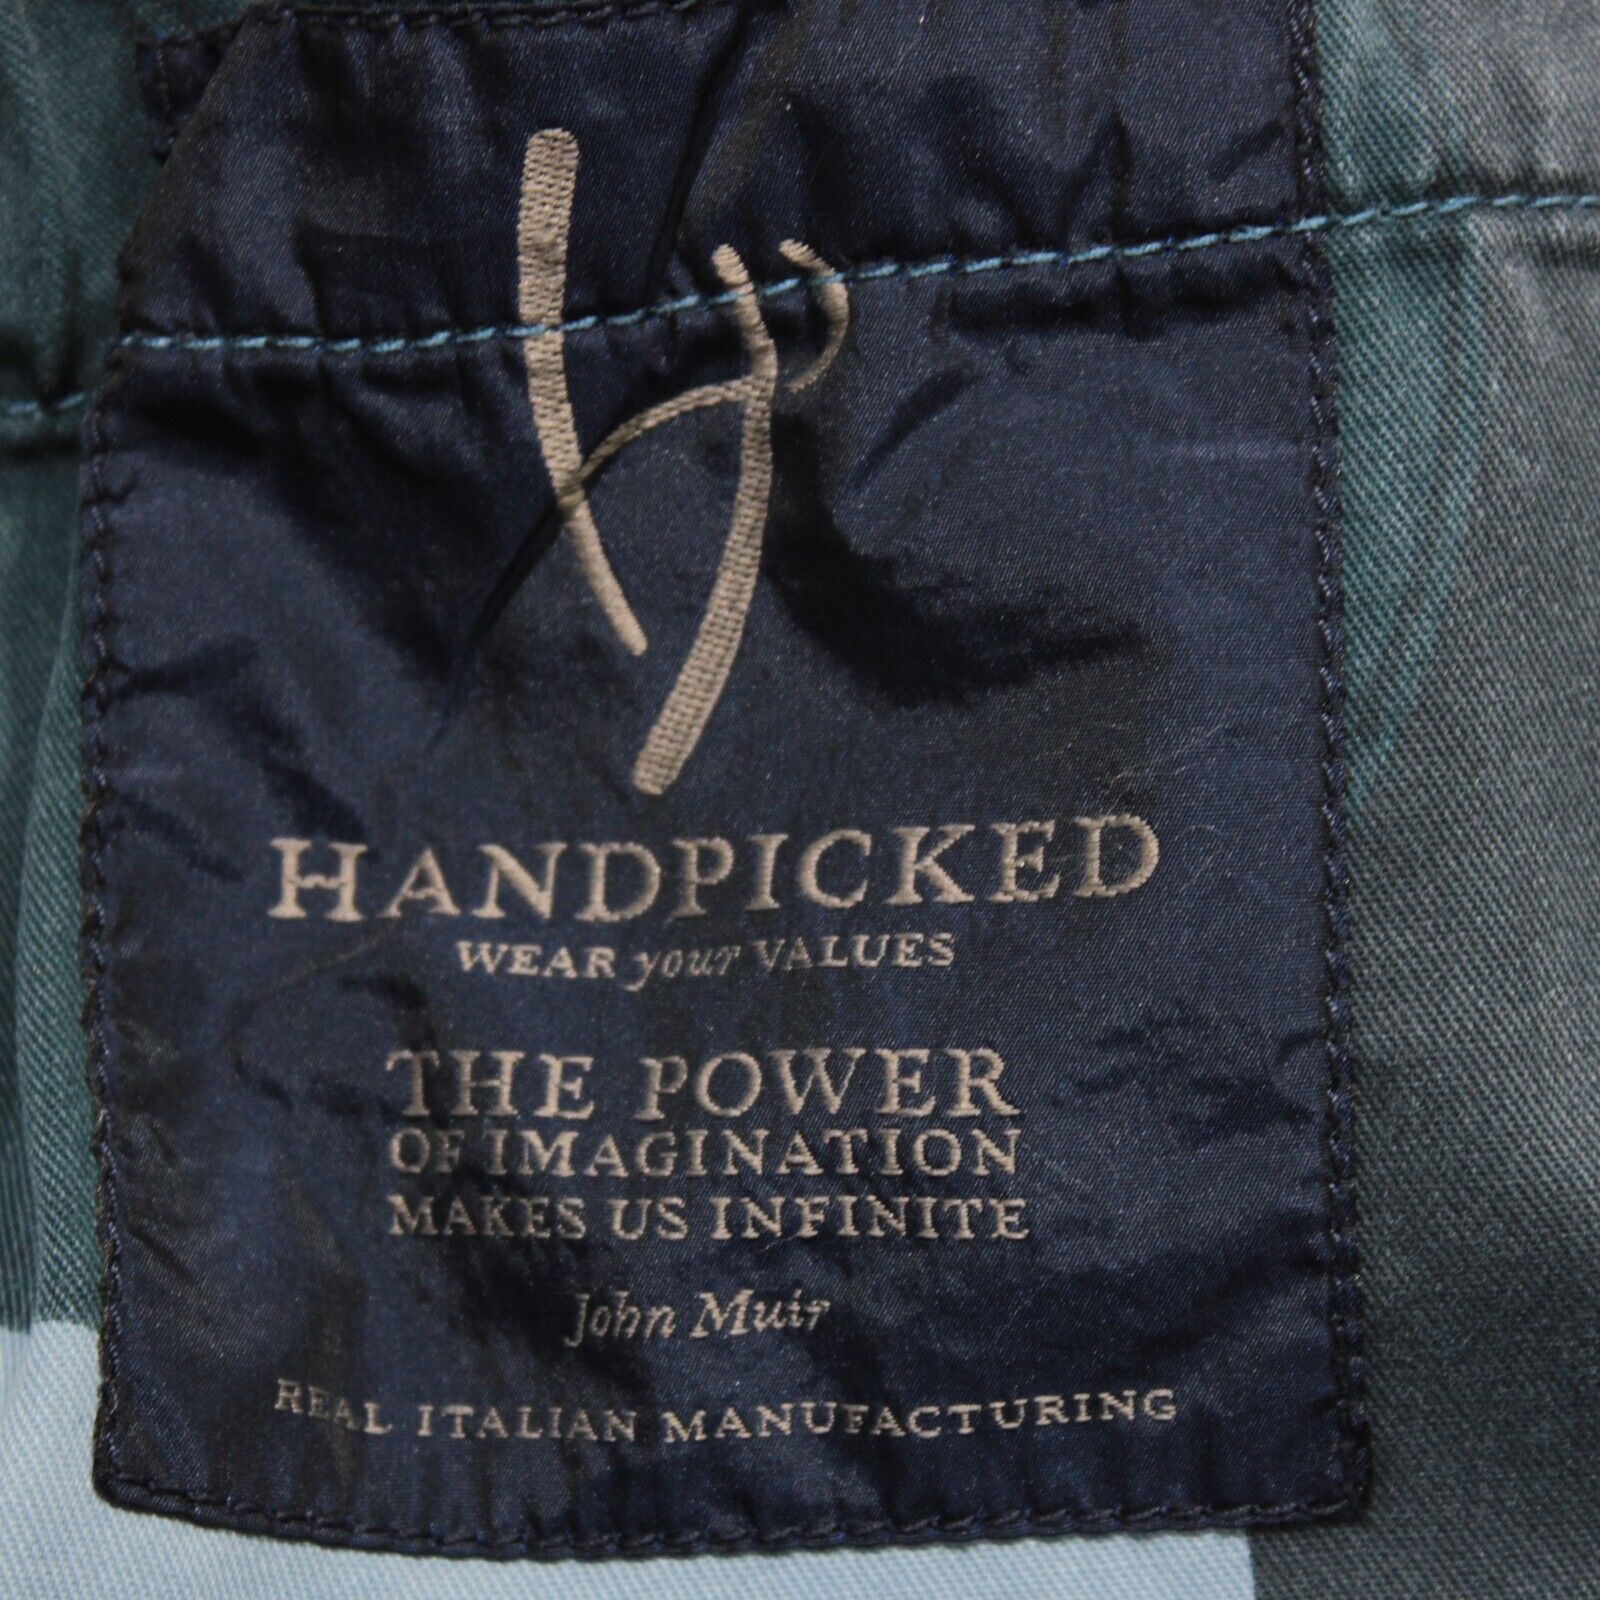 HANDPICKED
WEAR your VALUES
THE POWER
OF IMAGINATION
MAKES US INFINITE
John Muir
REAL ITALIAN MANUFACTURING